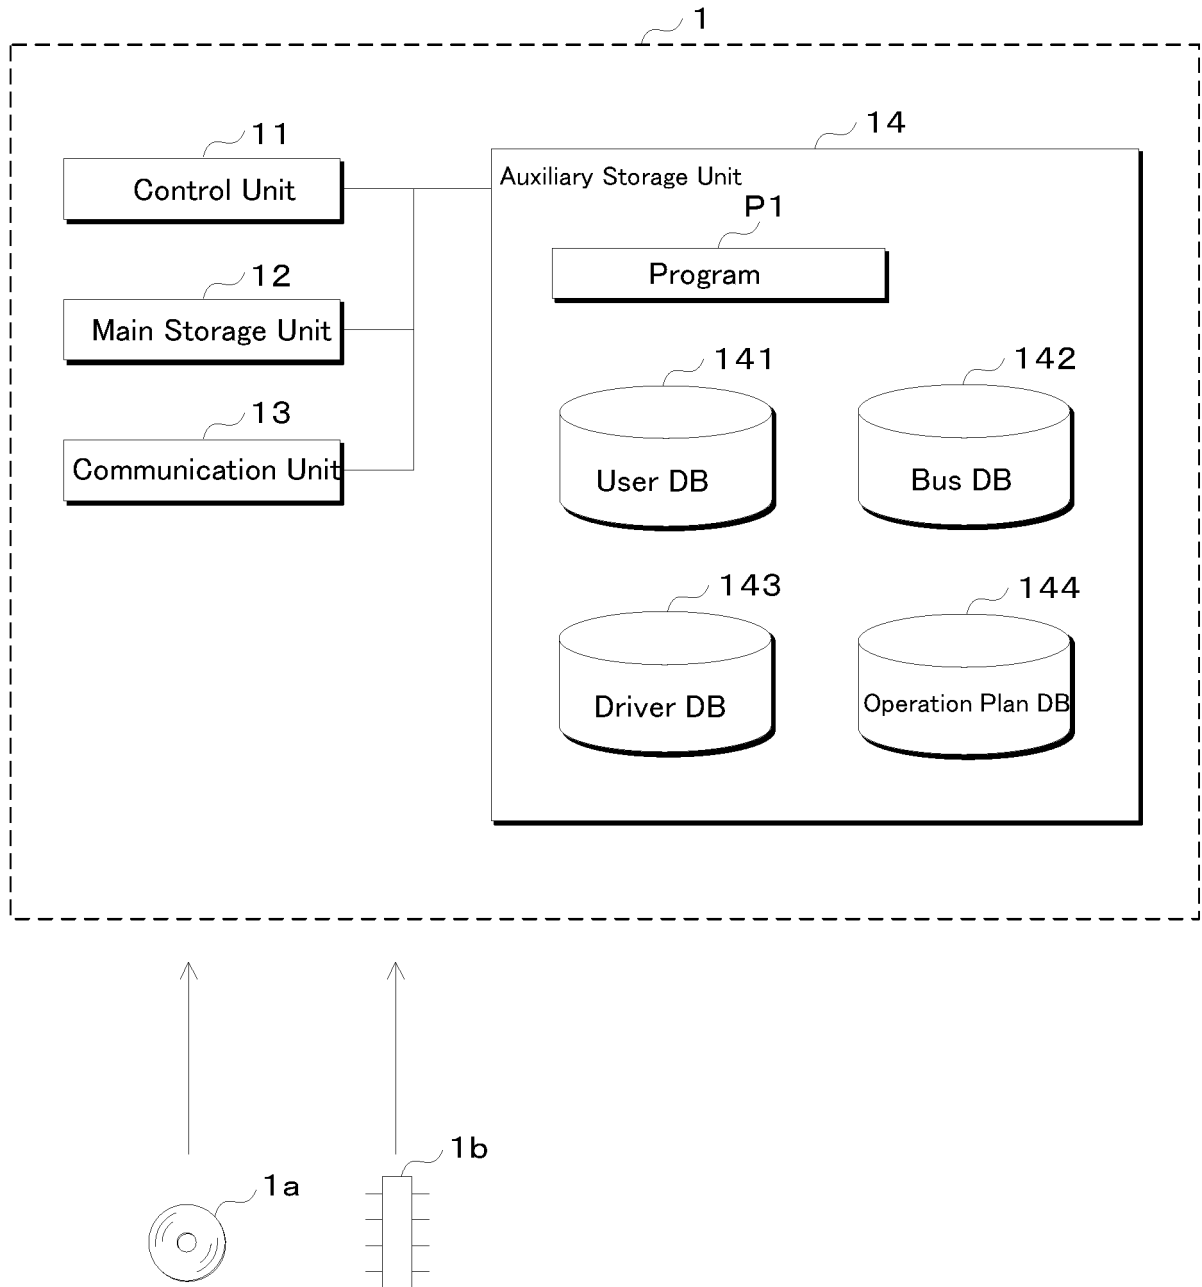 1
11
Control Unit
12
Main Storage Unit
13
Communication Unit
14
Auxiliary Storage Unit
P1
Program
141
User DB
142
Bus DB
143
Driver DB
144
Operation Plan DB
1a
1b